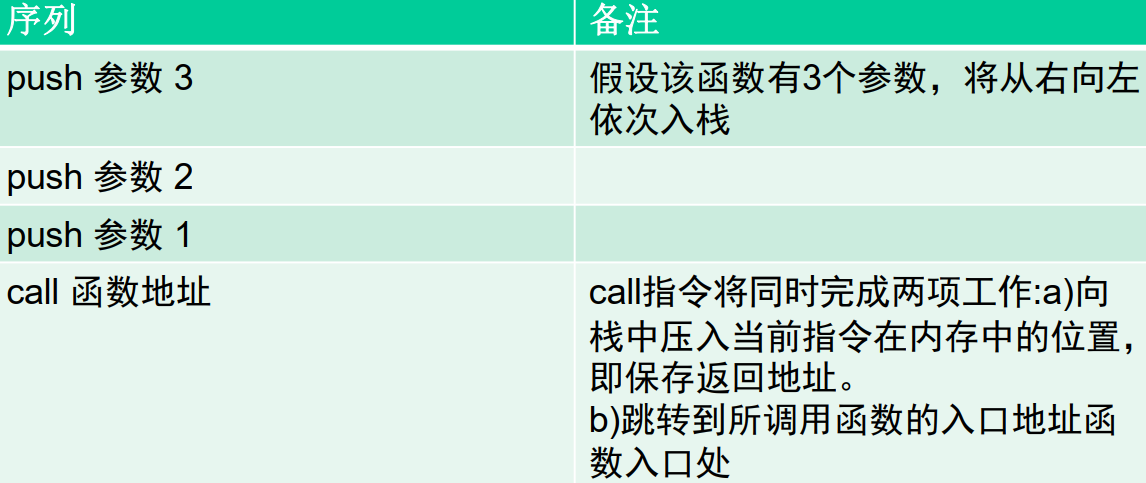 序列
备注
push 参数 3
假设该函数有3个参数，将从右向左
依次入栈
push 参数 2
push 参数 1
call 函数地址
call指令将同时完成两项工作:a)向
栈中压入当前指令在内存中的位置，
即保存返回地址。
b)跳转到所调用函数的入口地址函
数入口处